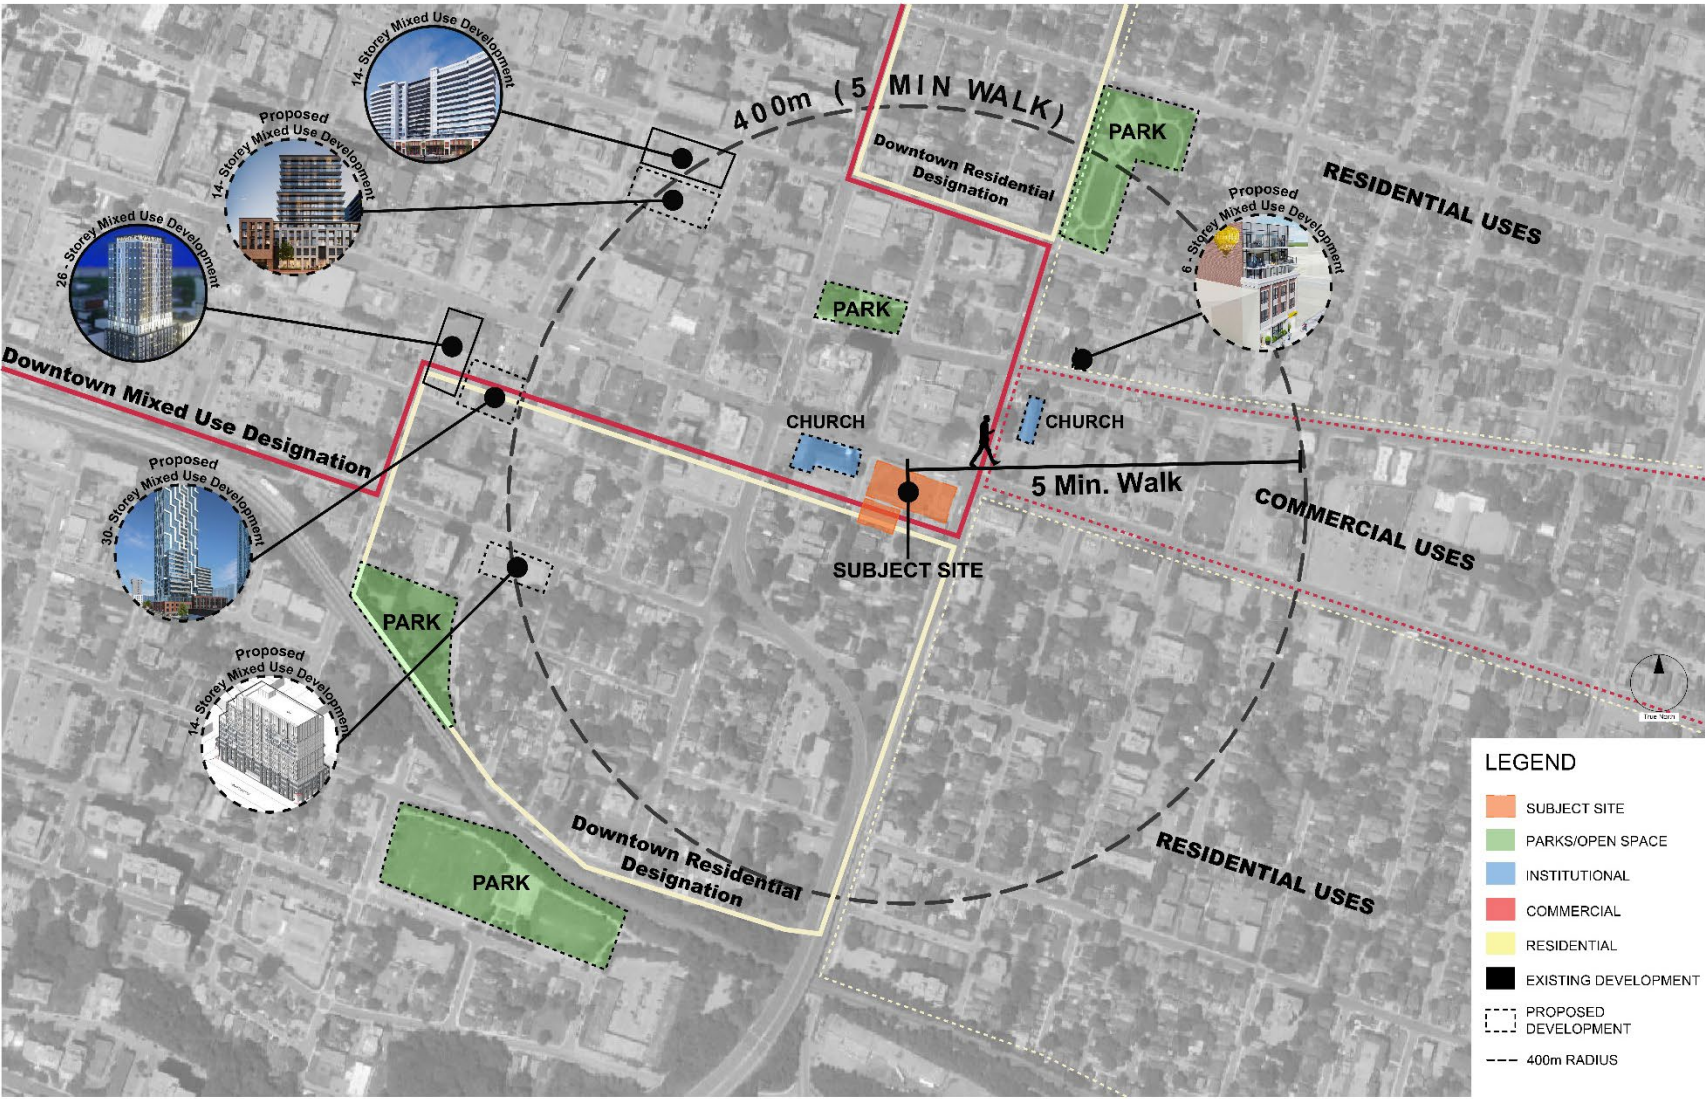 14- Storey Mixed Use Development
400m (5 MIN WALK)
Proposed
14- Storey Mixed Use Development
PARK
Downtown Residential
Designation
RESIDENTIAL USES
Proposed
6 - Storey Mixed Use Development
26 - Storey Mixed Use Development
PARK
Downtown Mixed Use Designation
CHURCH
CHURCH
5 Min. Walk
COMMERCIAL USES
Proposed
30- Storey Mixed Use Development
SUBJECT SITE
PARK
Proposed
14- Storey Mixed Use Development
True North
Downtown Residential
Designation
PARK
RESIDENTIAL USES
LEGEND
SUBJECT SITE
PARKS/OPEN SPACE
INSTITUTIONAL
COMMERCIAL
RESIDENTIAL
EXISTING DEVELOPMENT
PROPOSED
DEVELOPMENT
400m RADIUS